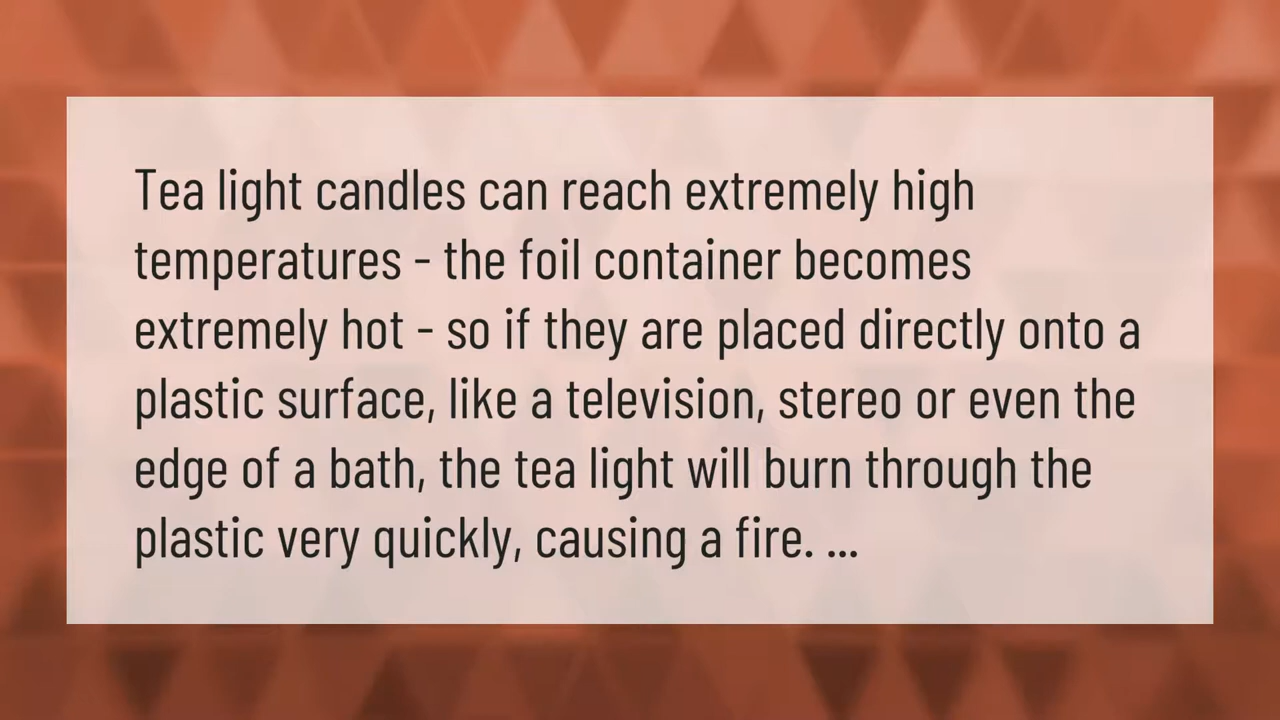 Tea light candles can reach extremely high
temperatures - the foil container becomes
extremely hot - so if they are placed directly onto a
plastic surface, like a television, stereo or even the
edge of a bath, the tea light will burn through the
plastic very quickly, causing a fire. ...